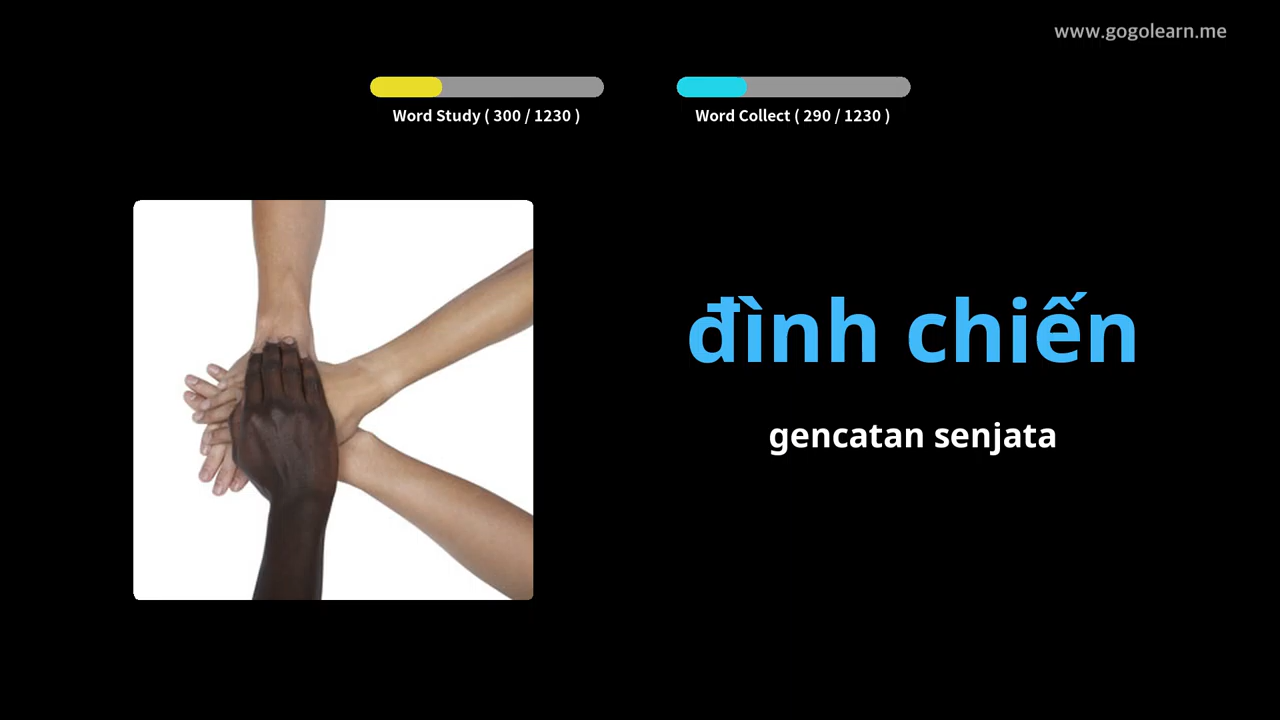 www.gogolearn.me
Word Study ( 300 / 1230 )
Word Collect ( 290 / 1230 )
đình chiến
gencatan senjata